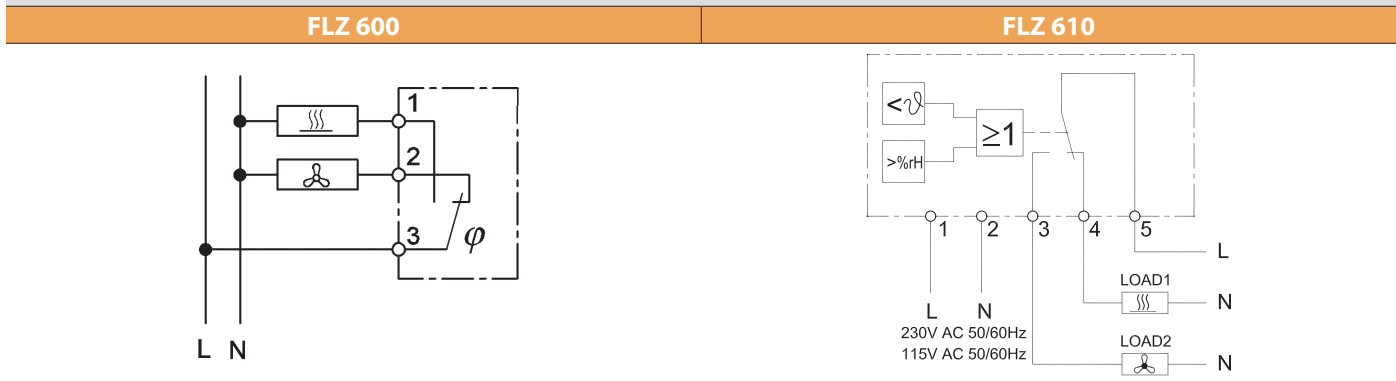 FLZ 600
FLZ 610
1
2
3
φ
L N
<ϑ
≥1
>%rH
1 2 3 4 5
L
LOAD1
L N N
230V AC 50/60Hz
115V AC 50/60Hz
LOAD2
N